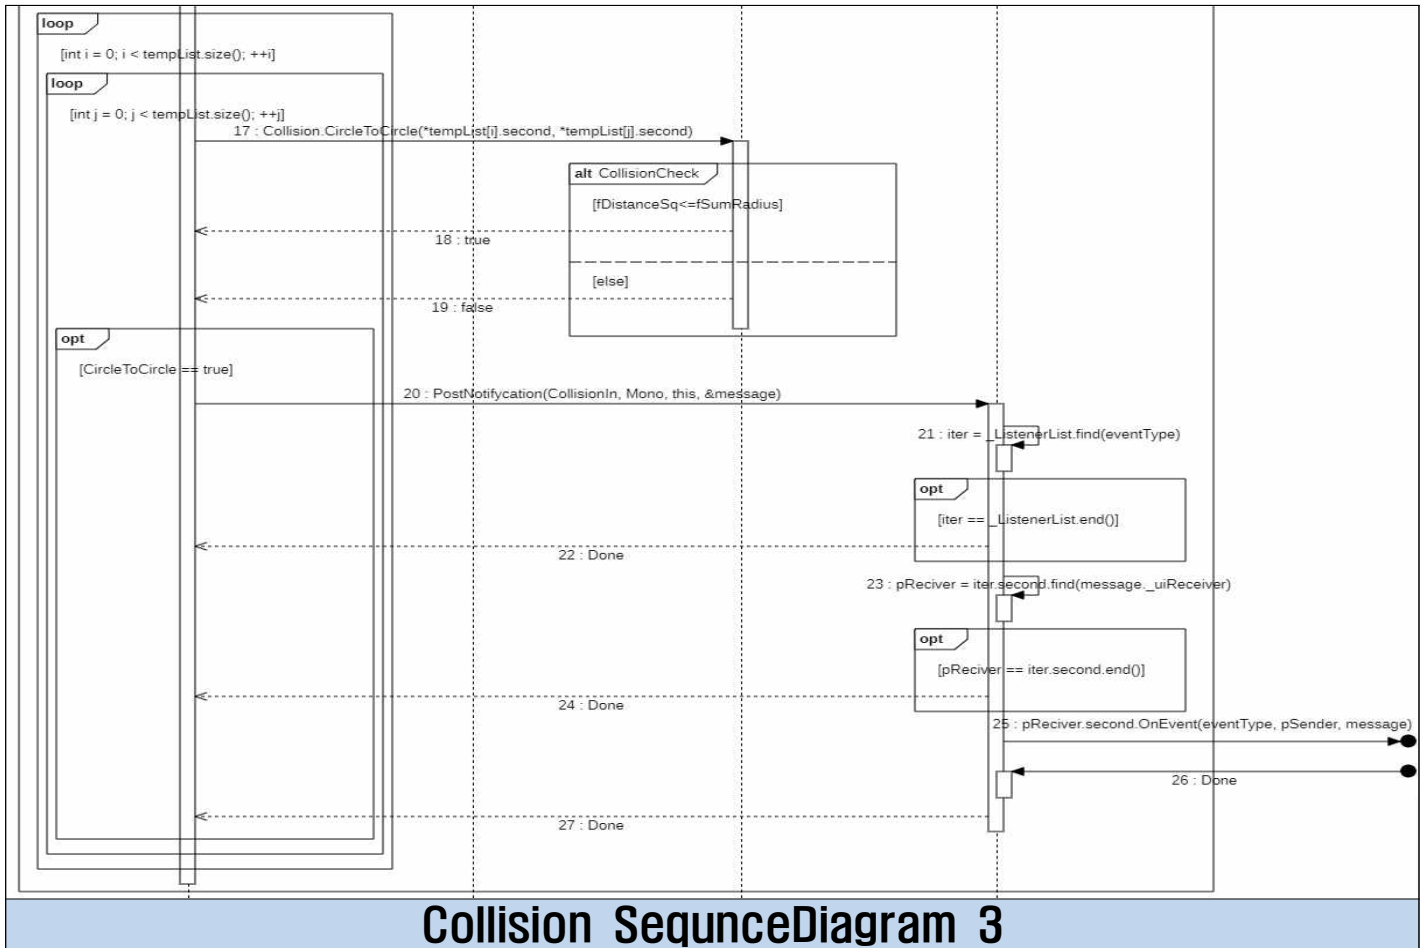 loop
[int i = 0; i < tempList.size(); ++i]
loop
[int j = 0; j < tempList.size(); ++j]
17 : Collision.CircleToCircle(*tempList[i].second, *tempList[j].second)
alt CollisionCheck
[fDistanceSq<=fSumRadius]
18 : true
[else]
19 : false
opt
[CircleToCircle == true]
20 : PostNotifycation(CollisionIn, Mono, this, &message)
21 : iter = _ListenerList.find(eventType)
opt
[iter == _ListenerList.end()]
22 : Done
23 : pReciver = iter.second.find(message._uiReceiver)
opt
[pReciver == iter.second.end()]
24 : Done
25 : pReciver.second.OnEvent(eventType, pSender, message)
26 : Done
27 : Done
Collision SequnceDiagram 3